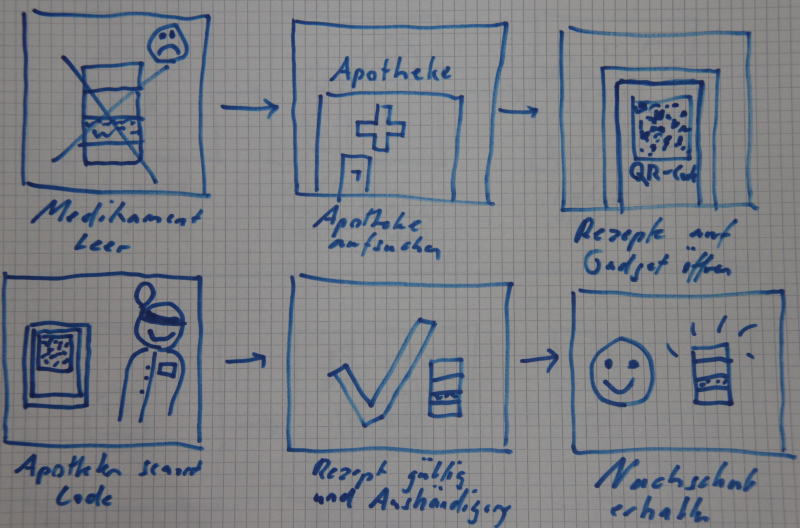 Apotheke
QR-Code
Medikament
leer
Apotheke
aufsuchen
Rezept auf
Gadget öffnen
Apotheker scannt
Code
Rezept gültig
und Aushändigung
Nachschub
erhalten